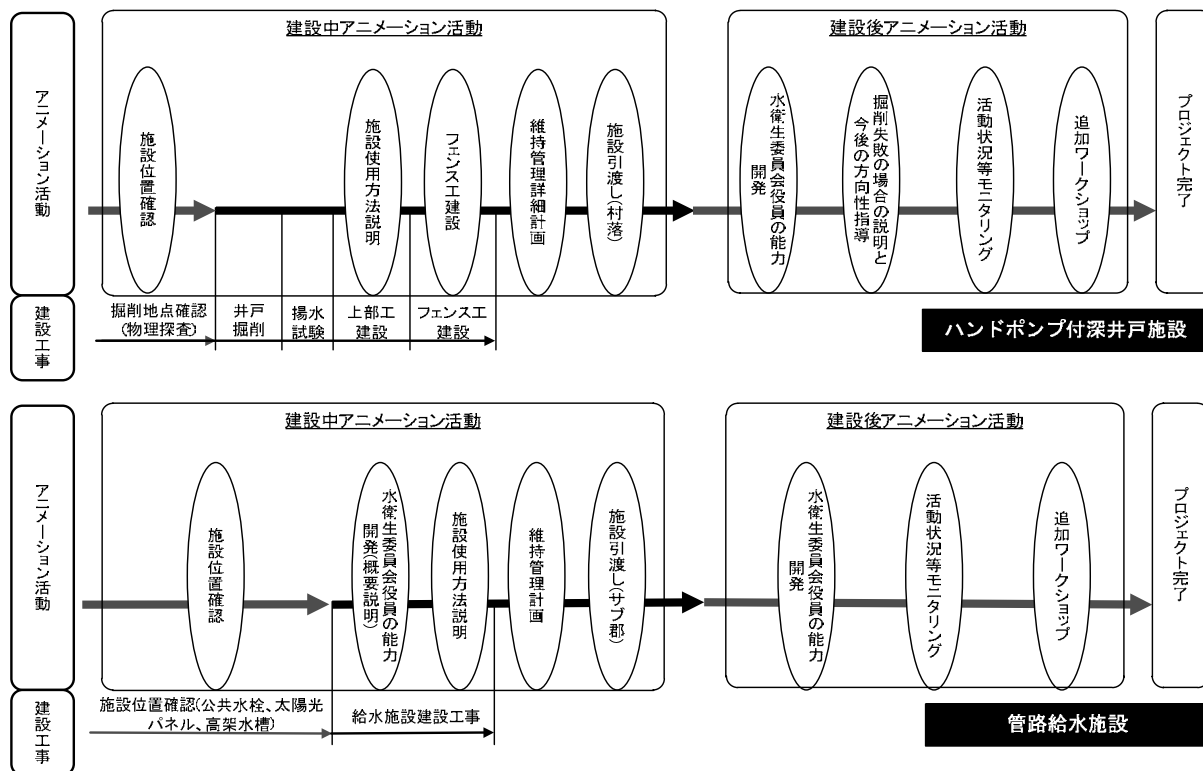 建設中アニメーション活動
建設後アニメーション活動
アニメーション活動
施設位置確認
施設使用方法説明
フェンス工建設
維持管理詳細計画
施設引渡し(村落)
水衛生委員会役員の能力
開発
掘削失敗の場合の説明と
今後の方向性指導
活動状況等モニタリング
追加ワークショップ
プロジェクト完了
建設工事
掘削地点確認
(物理探査)
井戸
掘削
揚水
試験
上部工
建設
フェンス工
建設
ハンドポンプ付深井戸施設
建設中アニメーション活動
建設後アニメーション活動
アニメーション活動
施設位置確認
水衛生委員会役員の能力
開発(概要説明)
施設使用方法説明
維持管理計画
施設引渡し(サブ郡)
水衛生委員会役員の能力
開発
活動状況等モニタリング
追加ワークショップ
プロジェクト完了
建設工事
施設位置確認(公共水栓、太陽光
パネル、高架水槽)
給水施設建設工事
管路給水施設